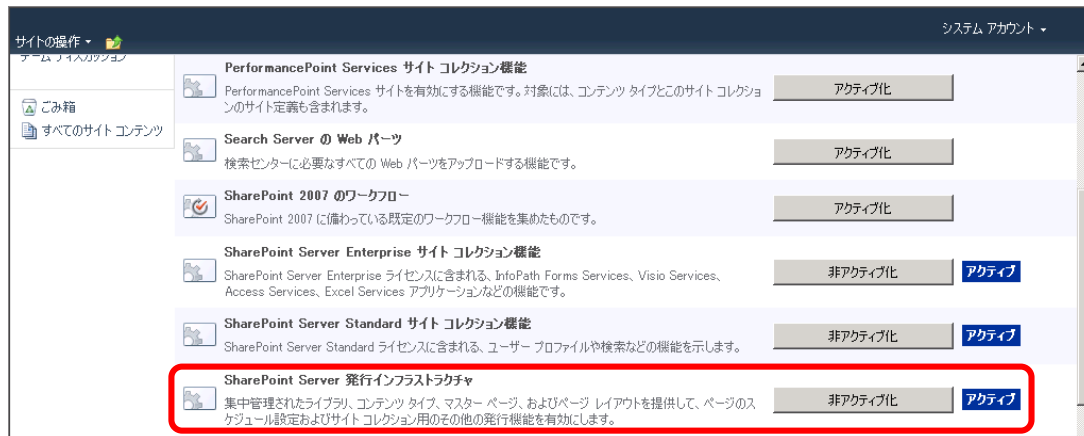 システム アカウント
サイトの操作
チーム ディスカッション
ごみ箱
すべてのサイト コンテンツ
PerformancePoint Services サイト コレクション機能
PerformancePoint Services サイトを有効にする機能です。対象には、コンテンツ タイプとこのサイト コレクショ
ンのサイト定義も含まれます。
アクティブ化
Search Server の Web パーツ
検索センターに必要なすべての Web パーツをアップロードする機能です。
アクティブ化
SharePoint 2007 のワークフロー
SharePoint 2007 に備わっている既定のワークフロー機能を集めたものです。
アクティブ化
SharePoint Server Enterprise サイト コレクション機能
SharePoint Server Enterprise ライセンスに含まれる、InfoPath Forms Services、Visio Services、
Access Services、Excel Services アプリケーションなどの機能です。
非アクティブ化
アクティブ
SharePoint Server Standard サイト コレクション機能
SharePoint Server Standard ライセンスに含まれる、ユーザー プロファイルや検索などの機能を示します。
非アクティブ化
アクティブ
SharePoint Server 発行インフラストラクチャ
集中管理されたライブラリ、コンテンツ タイプ、マスター ページ、およびページ レイアウトを提供して、ページのス
ケジュール設定およびサイト コレクション用のその他の発行機能を有効にします。
非アクティブ化
アクティブ